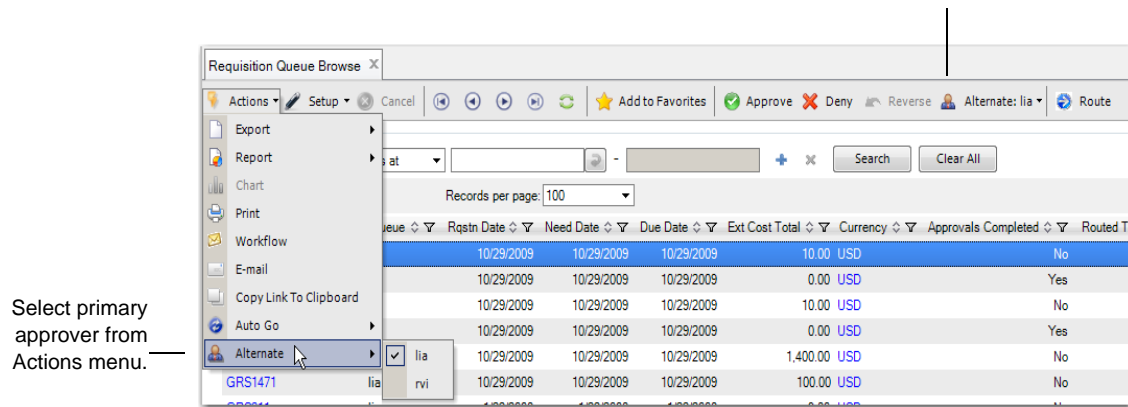 Requisition Queue Browse X
Actions Setup Cancel Add to Favorites Approve Deny Reverse Alternate: lia Route
Export
Report
s at - Search Clear All
Chart
Records per page: 100
Print
ueue Rqstn Date Need Date Due Date Ext Cost Total Currency Approvals Completed Routed T
Workflow
10/29/2009 10/29/2009 10/29/2009 10.00 USD No
E-mail
10/29/2009 10/29/2009 10/29/2009 0.00 USD Yes
Copy Link To Clipboard
10/29/2009 10/29/2009 10/29/2009 10.00 USD No
Auto Go
10/29/2009 10/29/2009 10/29/2009 0.00 USD Yes
Select primary
approver from
Actions menu.
Alternate lia
10/29/2009 10/29/2009 10/29/2009 1,400.00 USD No
GRS1471 lia rvi 10/29/2009 10/29/2009 10/29/2009 100.00 USD No